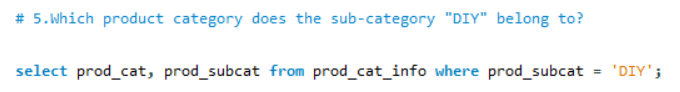 # 5.Which product category does the sub-category "DIY" belong to?
select prod_cat, prod_subcat from prod_cat_info where prod_subcat = 'DIY';